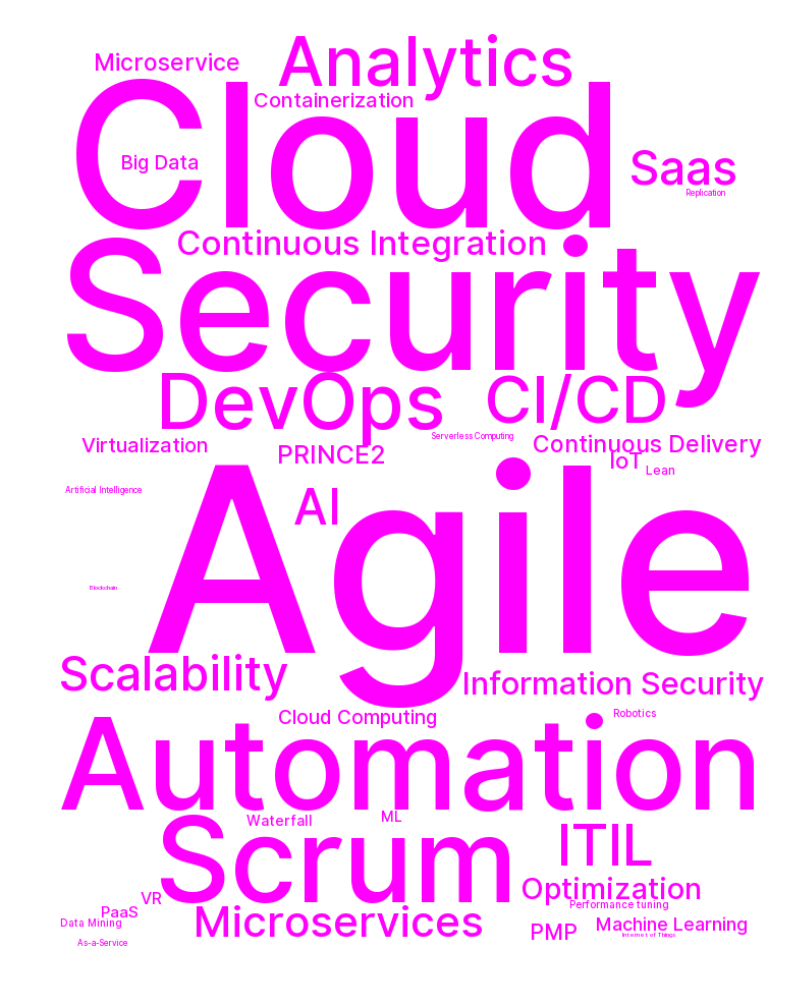 Analytics
Microservice
Containerization
Cloud
Big Data
Saas
Replication
Continuous Integration
Security
DevOps
CI/CD
Serverless Computing
Virtualization
PRINCE2
Continuous Delivery
IoT
Lean
Artificial Intelligence
AI
Agile
Blockchain
Scalability
Information Security
Cloud Computing
Robotics
Automation
Waterfall
ML
Scrum
ITIL
Optimization
VR
Performance tuning
PaaS
Microservices
Data Mining
Machine Learning
PMP
Internet of Things
As-a-Service